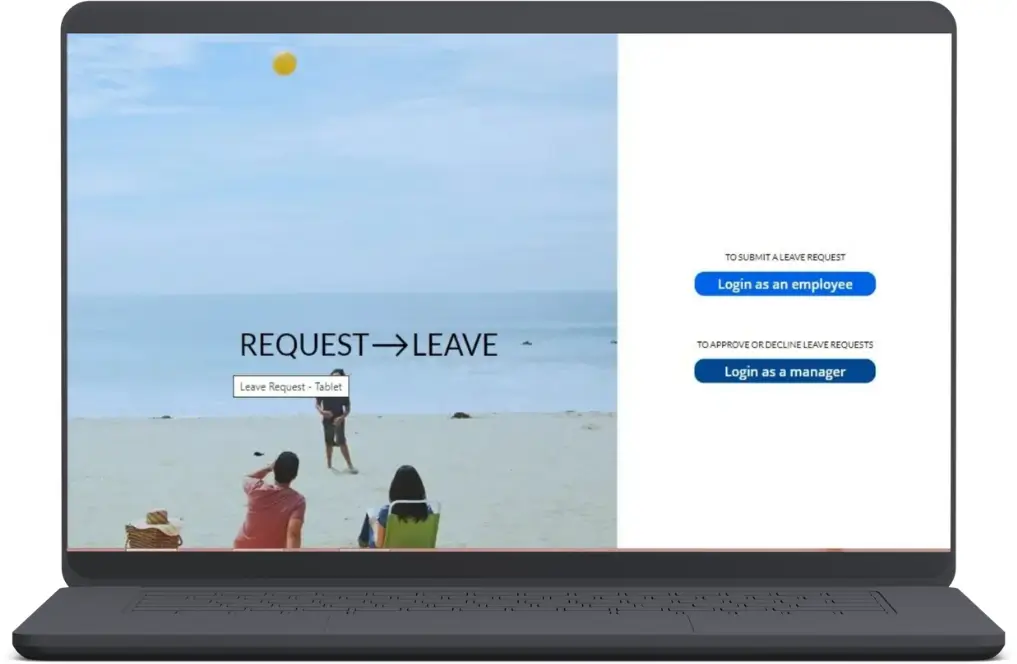 REQUEST→LEAVE
Leave Request - Tablet
TO SUBMIT A LEAVE REQUEST
Login as an employee
TO APPROVE OR DECLINE LEAVE REQUESTS
Login as a manager